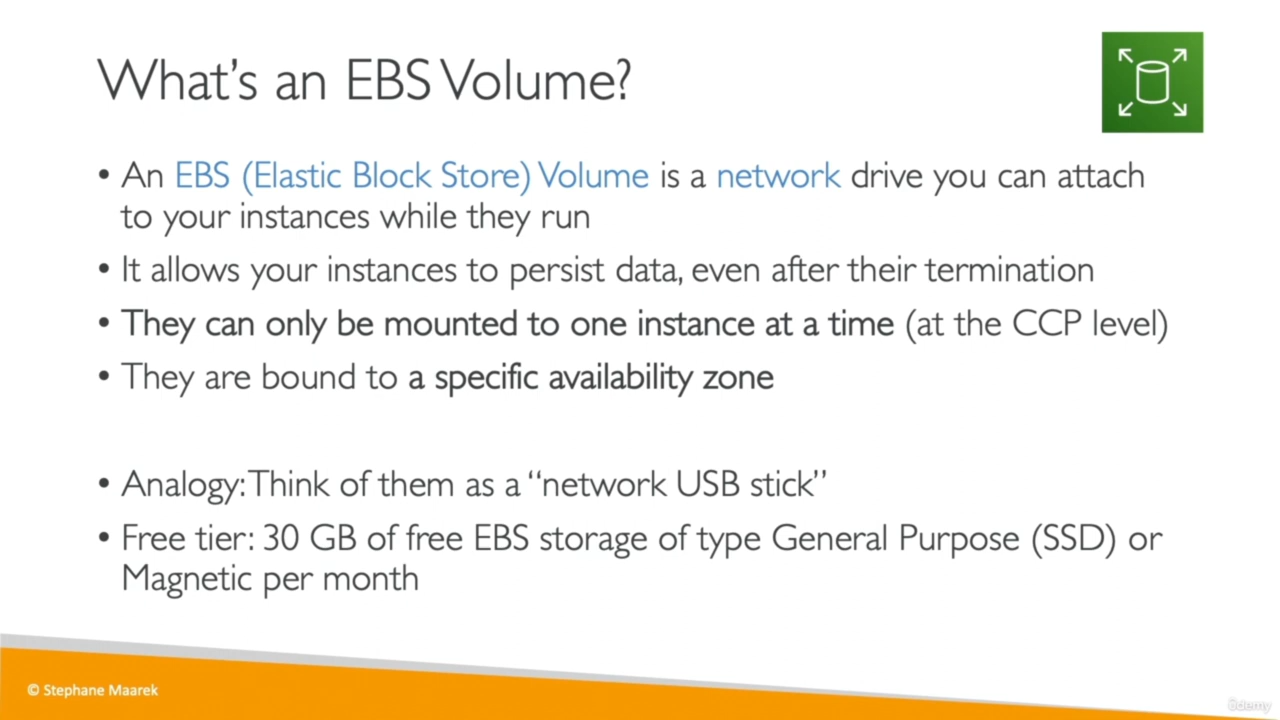 What's an EBS Volume?
• An EBS (Elastic Block Store) Volume is a network drive you can attach
to your instances while they run
• It allows your instances to persist data, even after their termination
• They can only be mounted to one instance at a time (at the CCP level)
• They are bound to a specific availability zone
• Analogy: Think of them as a “network USB stick”
• Free tier: 30 GB of free EBS storage of type General Purpose (SSD) or
Magnetic per month
© Stephane Maarek
ûdemy